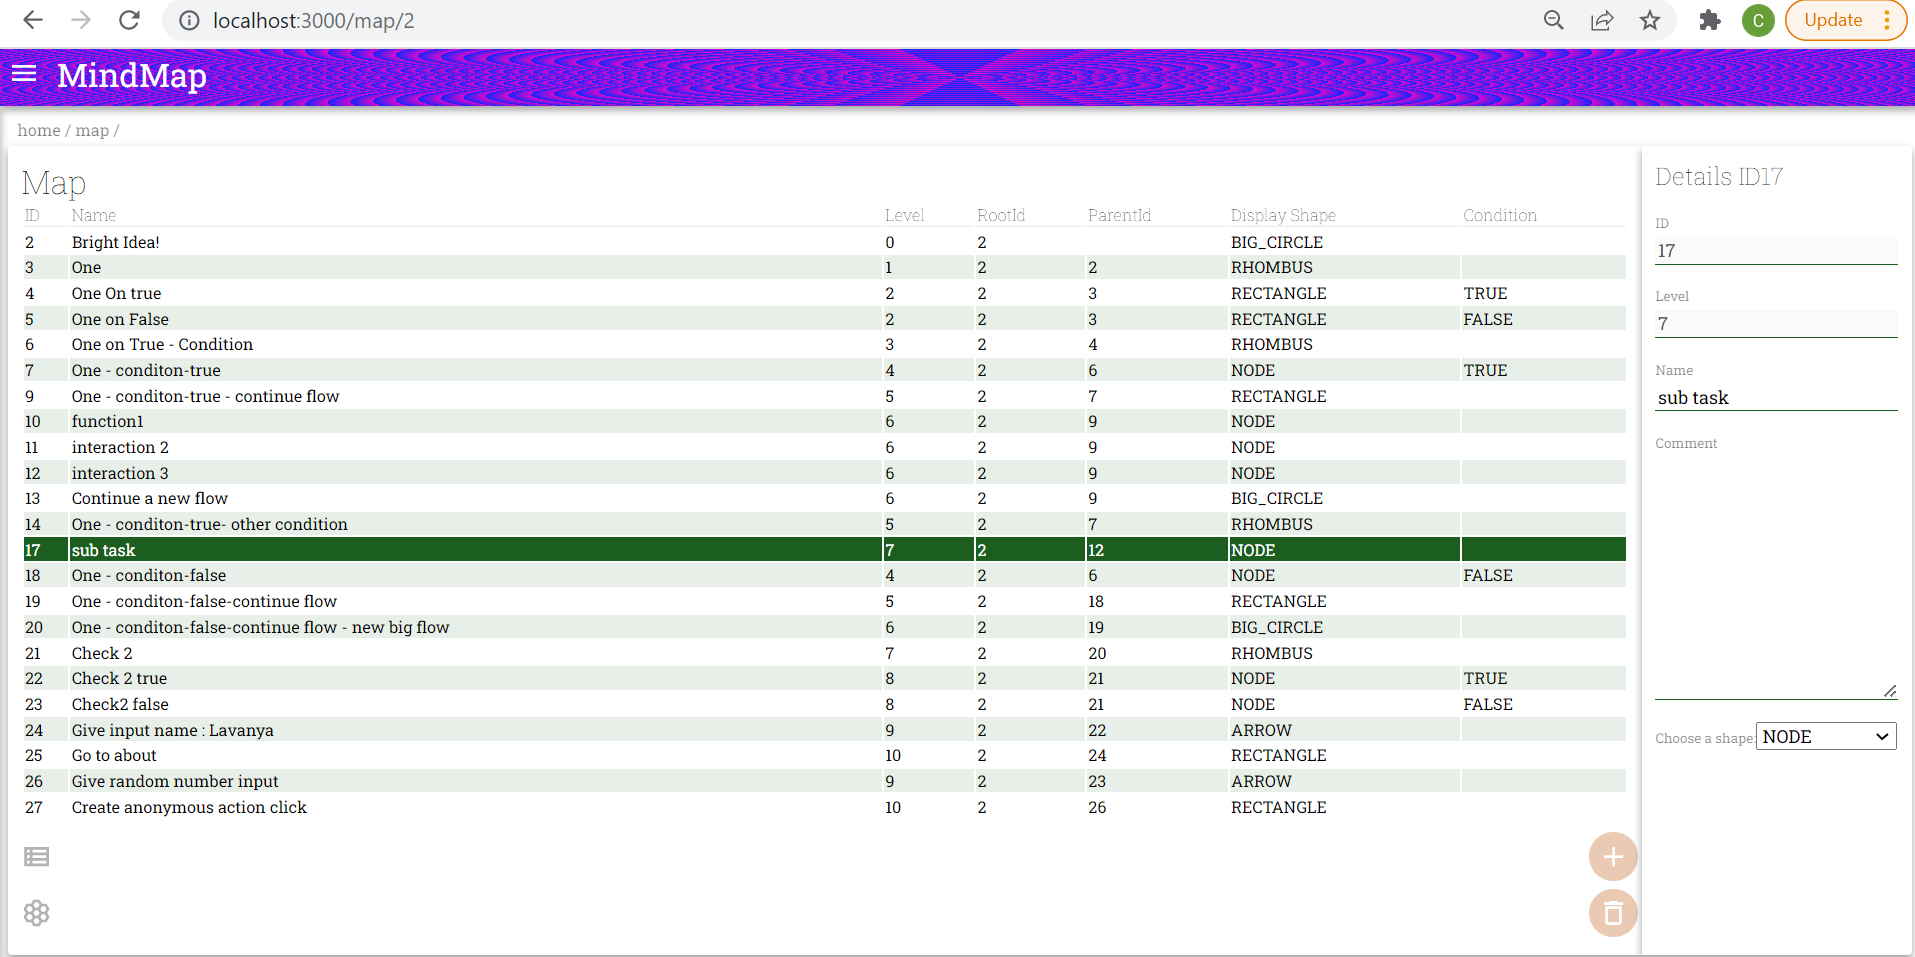 localhost:3000/map/2
C
Update
MindMap
home / map /
Map
ID Name Level RootId ParentId Display Shape Condition
2 Bright Idea! 0 2 BIG_CIRCLE
3 One 1 2 2 RHOMBUS
4 One On true 2 2 3 RECTANGLE TRUE
5 One on False 2 2 3 RECTANGLE FALSE
6 One on True - Condition 3 2 4 RHOMBUS
7 One - conditon-true 4 2 6 NODE TRUE
9 One - conditon-true - continue flow 5 2 7 RECTANGLE
10 function1 6 2 9 NODE
11 interaction 2 6 2 9 NODE
12 interaction 3 6 2 9 NODE
13 Continue a new flow 6 2 9 BIG_CIRCLE
14 One - conditon-true- other condition 5 2 7 RHOMBUS
17 sub task 7 2 12 NODE
18 One - conditon-false 4 2 6 NODE FALSE
19 One - conditon-false-continue flow 5 2 18 RECTANGLE
20 One - conditon-false-continue flow - new big flow 6 2 19 BIG_CIRCLE
21 Check 2 7 2 20 RHOMBUS
22 Check 2 true 8 2 21 NODE TRUE
23 Check2 false 8 2 21 NODE FALSE
24 Give input name : Lavanya 9 2 22 ARROW
25 Go to about 10 2 24 RECTANGLE
26 Give random number input 9 2 23 ARROW
27 Create anonymous action click 10 2 26 RECTANGLE
Details ID17
ID
17
Level
7
Name
sub task
Comment
Choose a shape: NODE